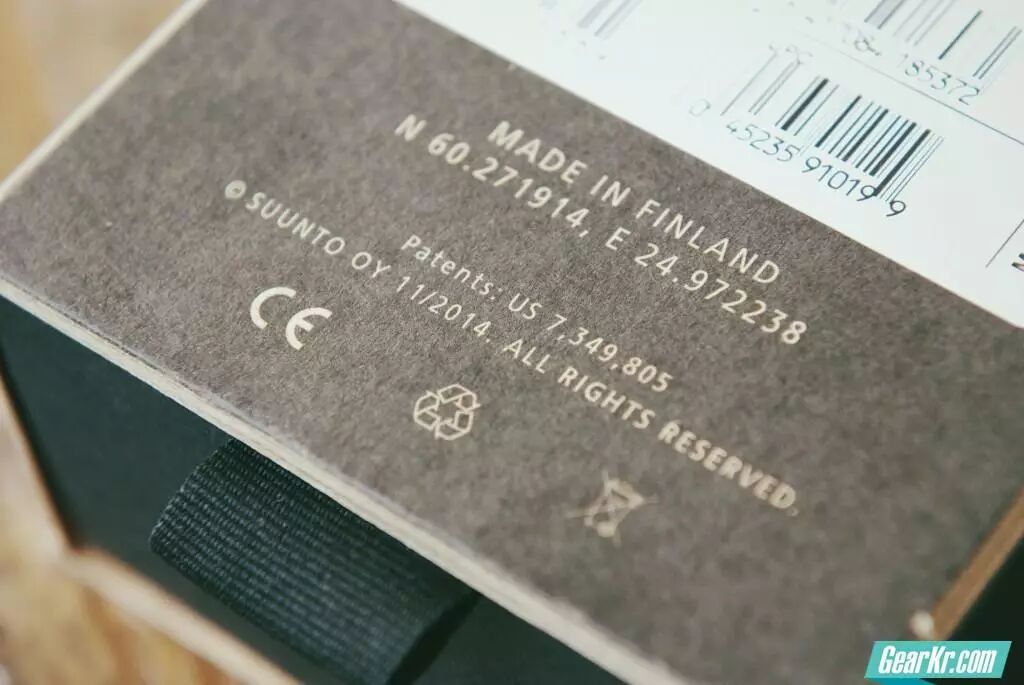 185372
0 45235 91019 9
MADE IN FINLAND
N 60.271914, E 24.972238
Patents: US 7,349,805
© SUUNTO OY 11/2014. ALL RIGHTS RESERVED.
CE
GearKr.com